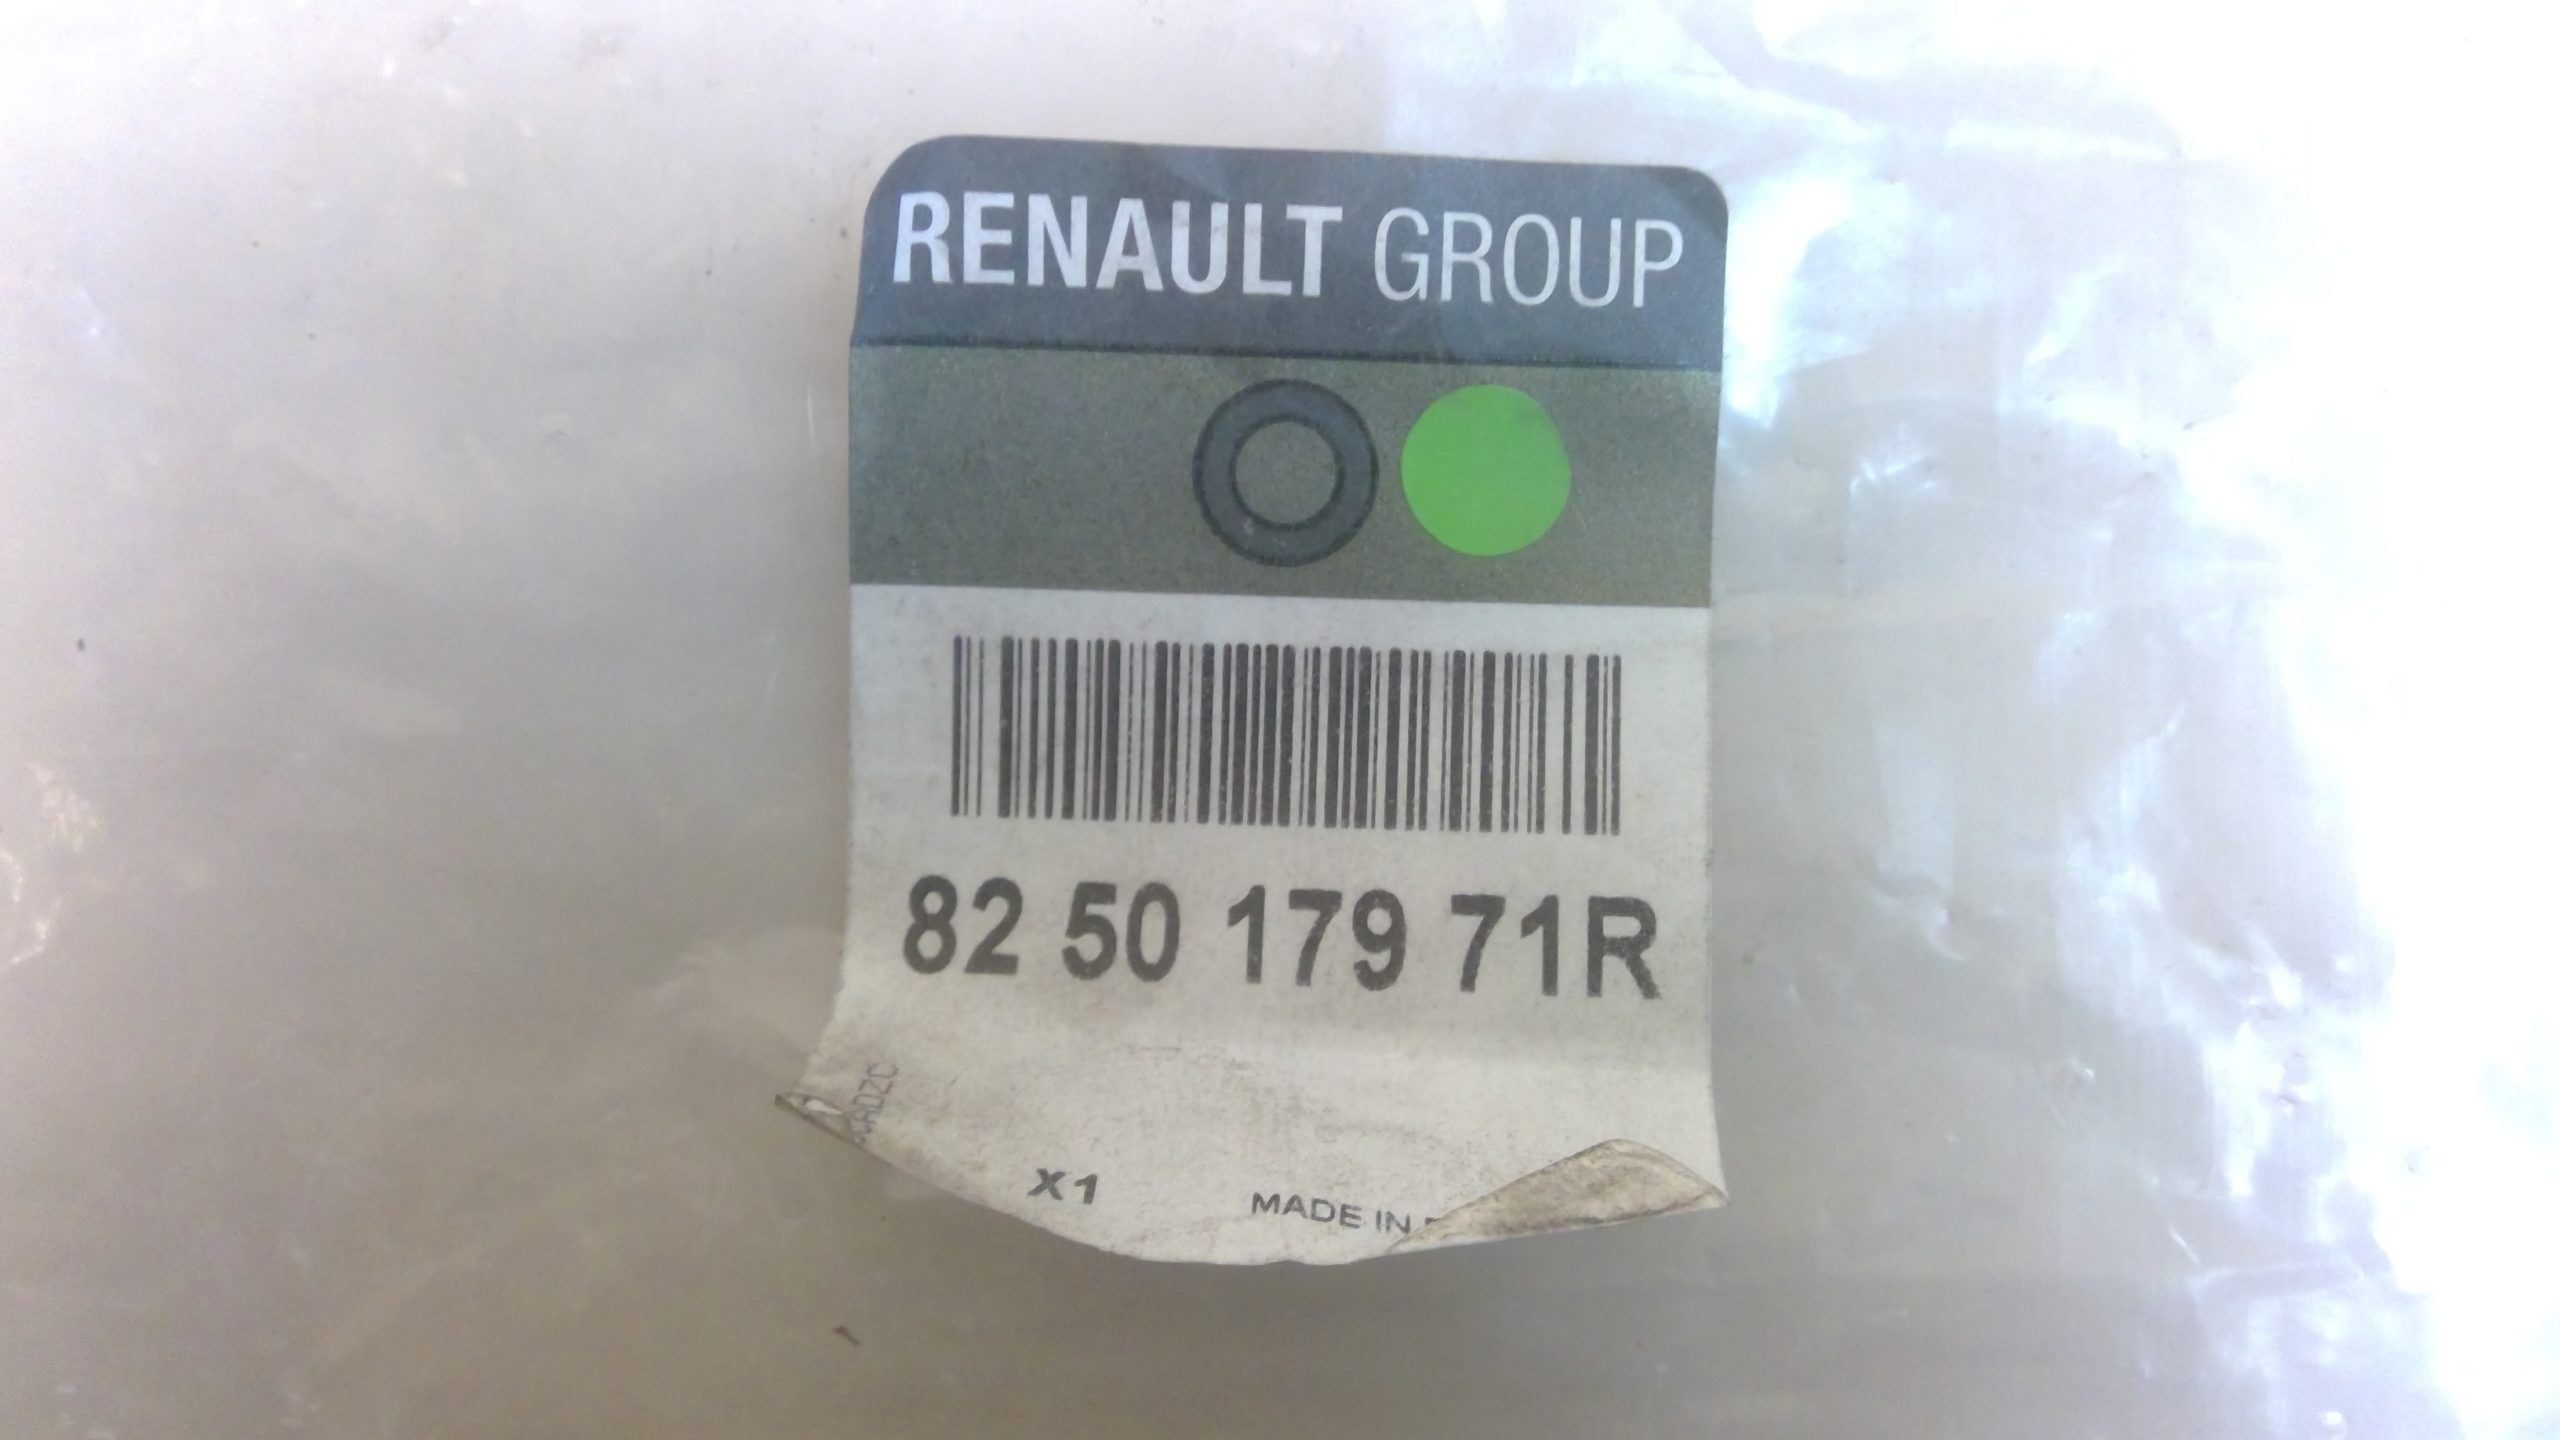 RENAULT GROUP
82 50 179 71R
X1
MADE IN